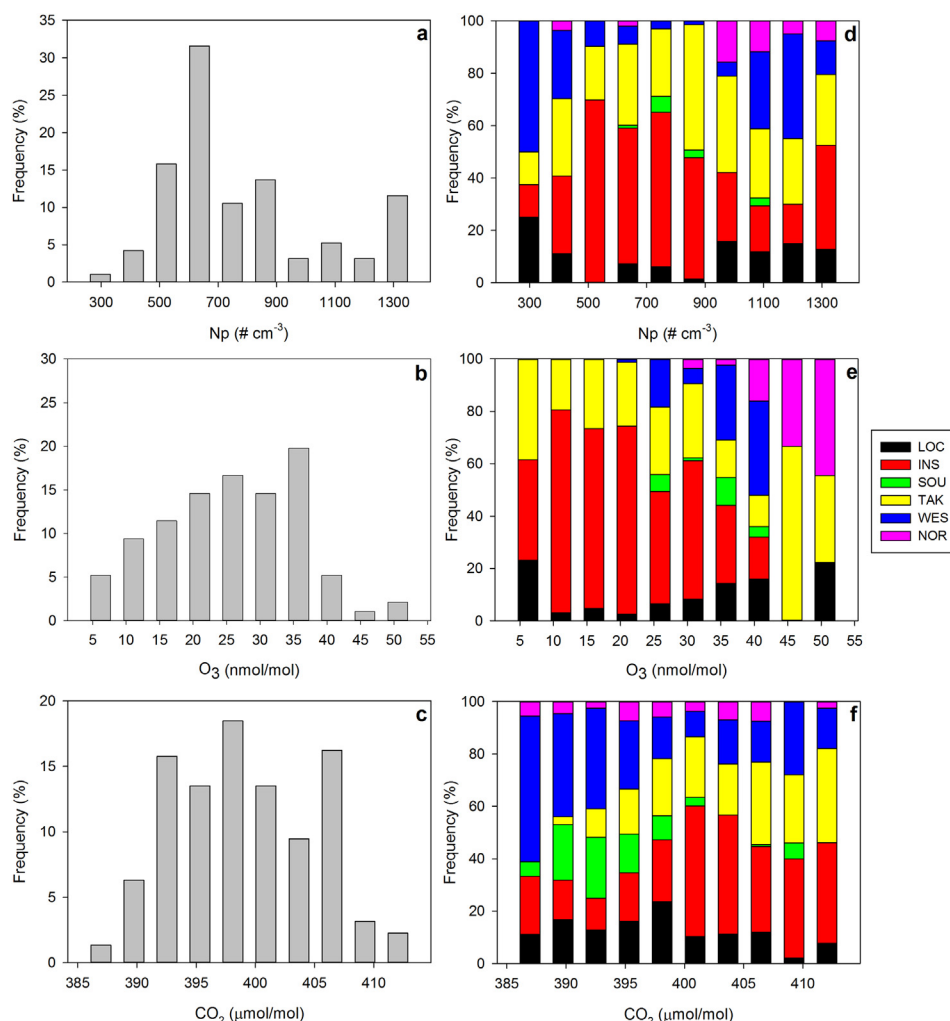 a
35
30
25
20
15
10
5
0
Frequency (%)
300 500 700 900 1100 1300
Np (# cm⁻³)
d
100
80
60
40
20
0
Frequency (%)
300 500 700 900 1100 1300
Np (# cm⁻³)
b
30
25
20
15
10
5
0
Frequency (%)
5 10 15 20 25 30 35 40 45 50 55
O₃ (nmol/mol)
e
100
80
60
40
20
0
Frequency (%)
5 10 15 20 25 30 35 40 45 50 55
O₃ (nmol/mol)
LOC
INS
SOU
TAK
WES
NOR
c
20
15
10
5
0
Frequency (%)
385 390 395 400 405 410
CO₂ (μmol/mol)
f
100
80
60
40
20
0
Frequency (%)
385 390 395 400 405 410
CO₂ (μmol/mol)